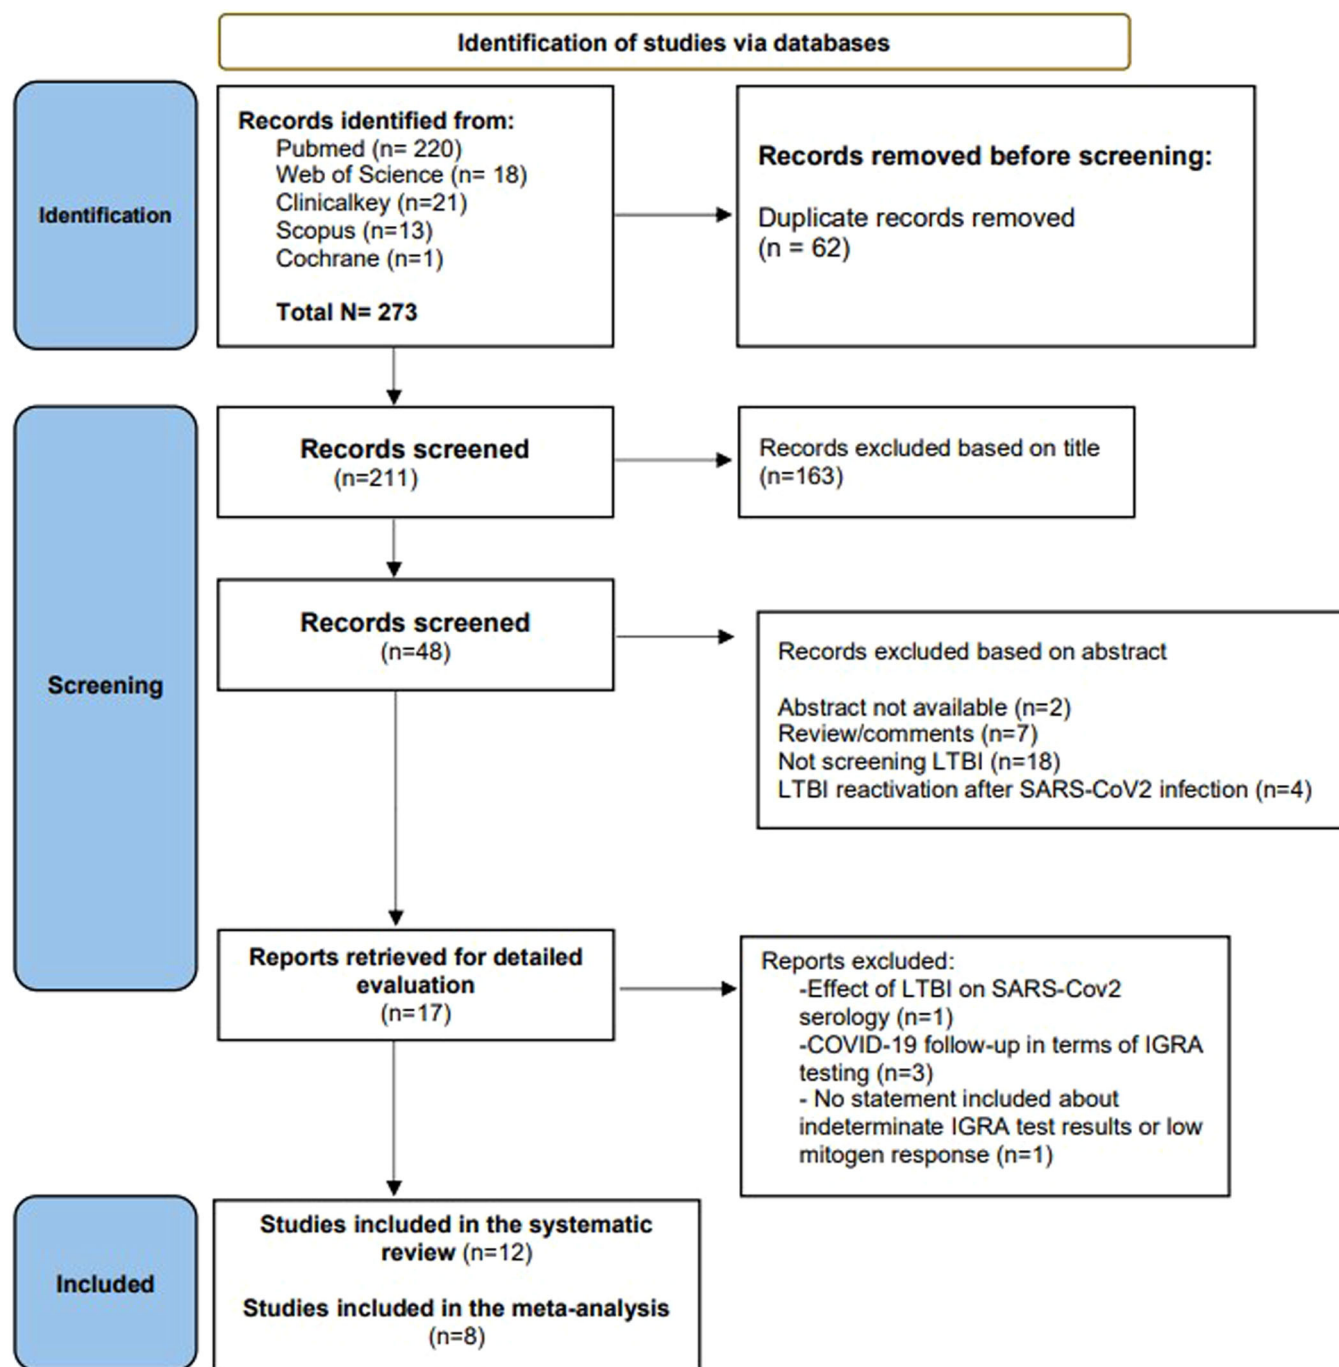 Identification of studies via databases
Identification
Records identified from:
Pubmed (n= 220)
Web of Science (n= 18)
Clinicalkey (n=21)
Scopus (n=13)
Cochrane (n=1)
Total N= 273
Records removed before screening:
Duplicate records removed
(n = 62)
Screening
Records screened
(n=211)
Records excluded based on title
(n=163)
Records screened
(n=48)
Records excluded based on abstract
Abstract not available (n=2)
Review/comments (n=7)
Not screening LTBI (n=18)
LTBI reactivation after SARS-CoV2 infection (n=4)
Reports retrieved for detailed
evaluation
(n=17)
Reports excluded:
-Effect of LTBI on SARS-Cov2
serology (n=1)
-COVID-19 follow-up in terms of IGRA
testing (n=3)
- No statement included about
indeterminate IGRA test results or low
mitogen response (n=1)
Included
Studies included in the systematic
review (n=12)
Studies included in the meta-analysis
(n=8)